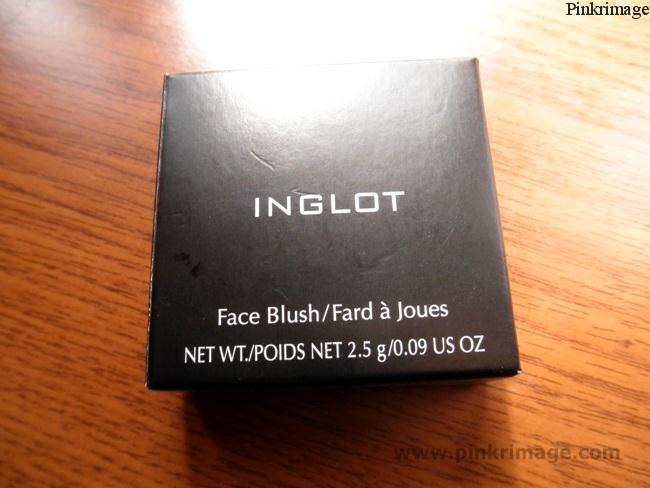 Pinkrimage
INGLOT
Face Blush/Fard à Joues
NET WT./POIDS NET 2.5 g/0.09 US OZ
www.pinkrimage.com